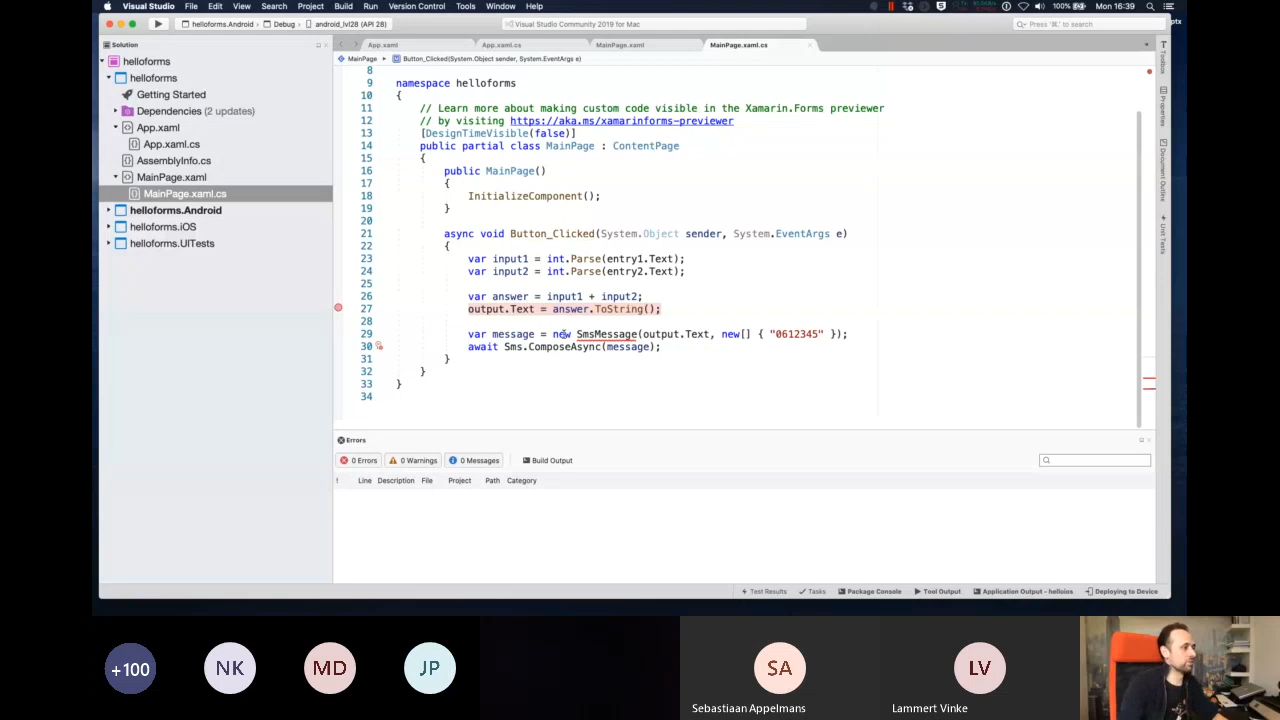 Visual Studio File Edit View Search Project Build Run Version Control Tools Window Help 100% Mon 16:39
helloforms.Android > Debug > android_lvl28 (API 28) Visual Studio Community 2019 for Mac Press '⌘.' to search
Solution App.xaml App.xaml.cs MainPage.xaml MainPage.xaml.cs
MainPage Button_Clicked(System.Object sender, System.EventArgs e)
helloforms
helloforms
Getting Started
Dependencies (2 updates)
App.xaml
App.xaml.cs
AssemblyInfo.cs
MainPage.xaml
MainPage.xaml.cs
helloforms.Android
helloforms.iOS
helloforms.UITests
8
9 namespace helloforms
10 {
11 // Learn more about making custom code visible in the Xamarin.Forms previewer
12 // by visiting https://aka.ms/xamarinforms-previewer
13 [DesignTimeVisible(false)]
14 public partial class MainPage : ContentPage
15 {
16 public MainPage()
17 {
18 InitializeComponent();
19 }
20
21 async void Button_Clicked(System.Object sender, System.EventArgs e)
22 {
23 var input1 = int.Parse(entry1.Text);
24 var input2 = int.Parse(entry2.Text);
25
26 var answer = input1 + input2;
27 output.Text = answer.ToString();
28
29 var message = new SmsMessage(output.Text, new[] { "0612345" });
30 await Sms.ComposeAsync(message);
31 }
32 }
33 }
34
Toolbox
Properties
Document Outline
Unit Tests
Errors
0 Errors 0 Warnings 0 Messages Build Output
! Line Description File Project Path Category
Test Results Tasks Package Console Tool Output Application Output - helloios Deploying to Device
+100 NK MD JP SA LV
Sebastiaan Appelmans Lammert Vinke